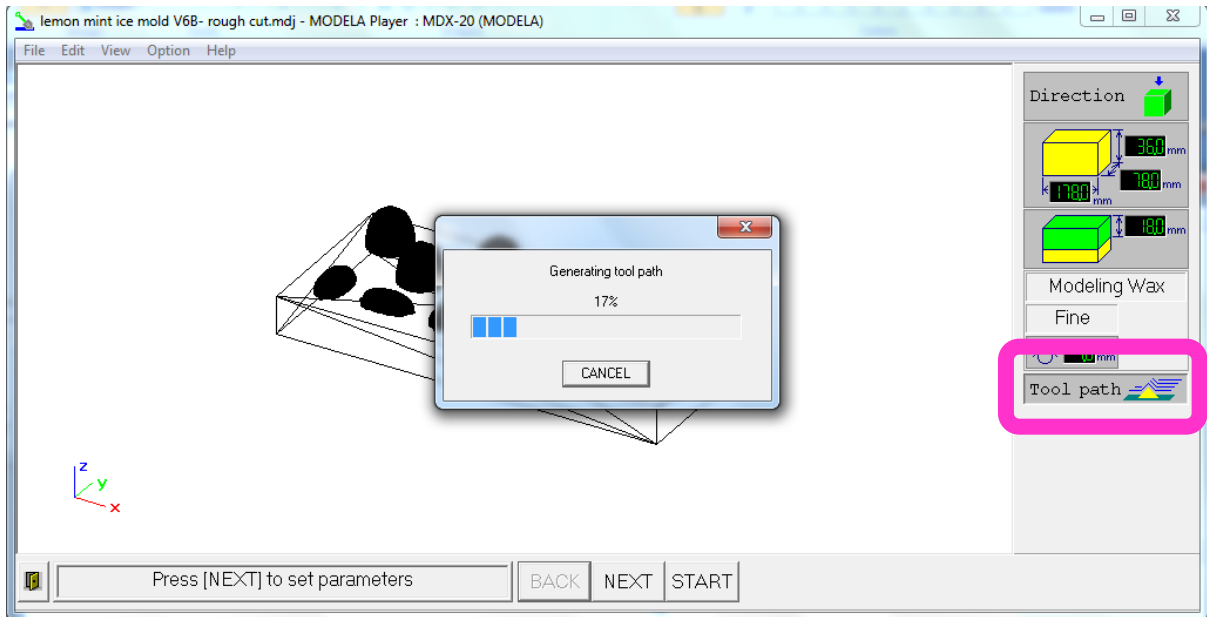 lemon mint ice mold V6B- rough cut.mdj - MODELA Player : MDX-20 (MODELA)
File Edit View Option Help
Direction
36.0 mm
78.0 mm
178.0 mm
18.0 mm
Modeling Wax
Fine
mm
Tool path
Generating tool path
17%
CANCEL
z
y
x
Press [NEXT] to set parameters
BACK NEXT START